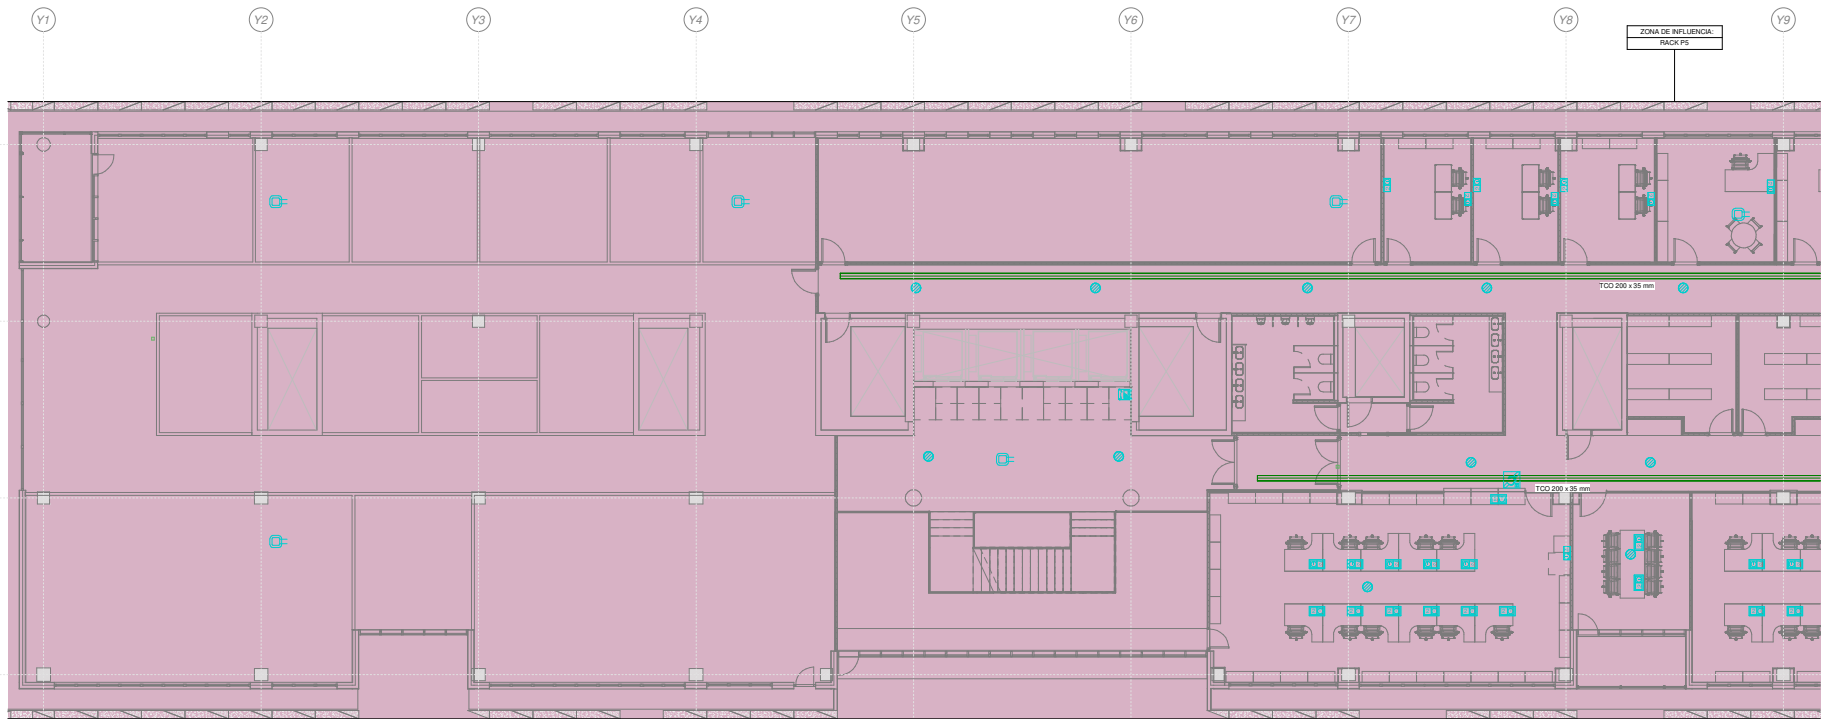 Y1 Y2 Y3 Y4 Y5 Y6 Y7 Y8 Y9
ZONA DE INFLUENCIA:
RACK P5
TCO 200 x 35 mm
TCO 200 x 35 mm